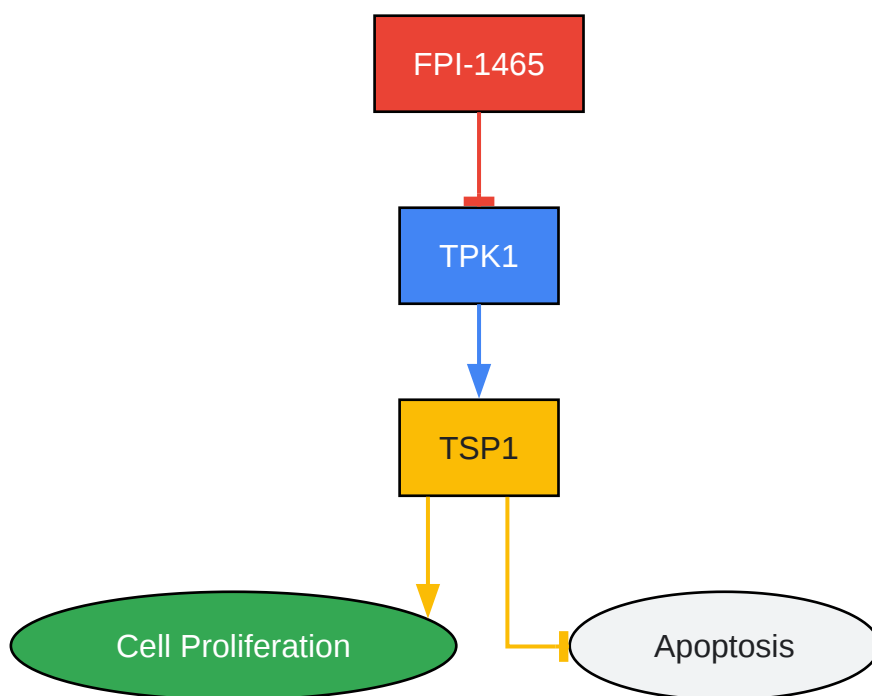 FPI-1465
TPK1
TSP1
Cell Proliferation
Apoptosis